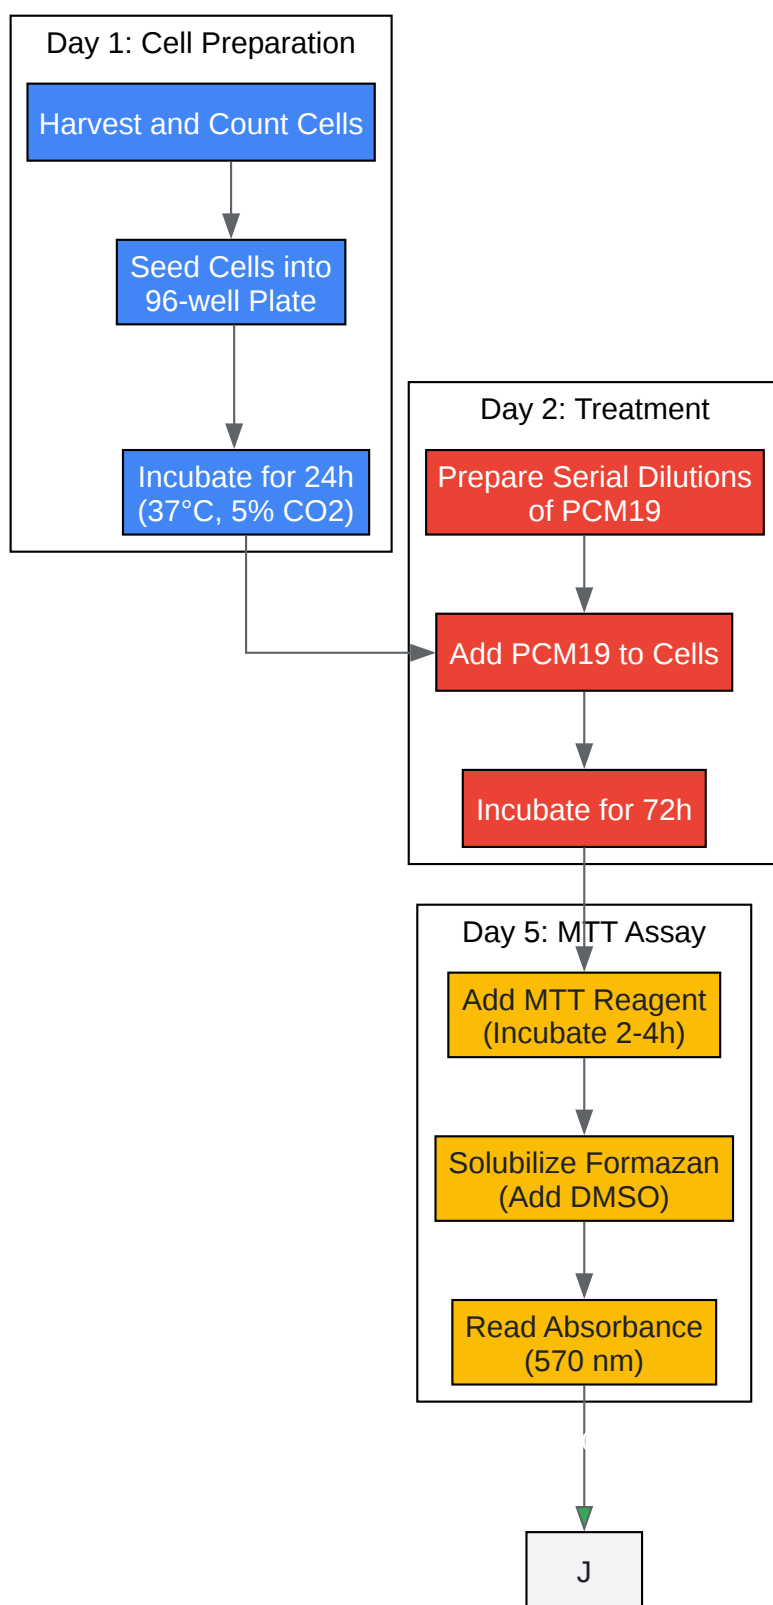 Day 1: Cell Preparation
Harvest and Count Cells
Seed Cells into
96-well Plate
Incubate for 24h
(37°C, 5% CO2)
Day 2: Treatment
Prepare Serial Dilutions
of PCM19
Add PCM19 to Cells
Incubate for 72h
Day 5: MTT Assay
Add MTT Reagent
(Incubate 2-4h)
Solubilize Formazan
(Add DMSO)
Read Absorbance
(570 nm)
J